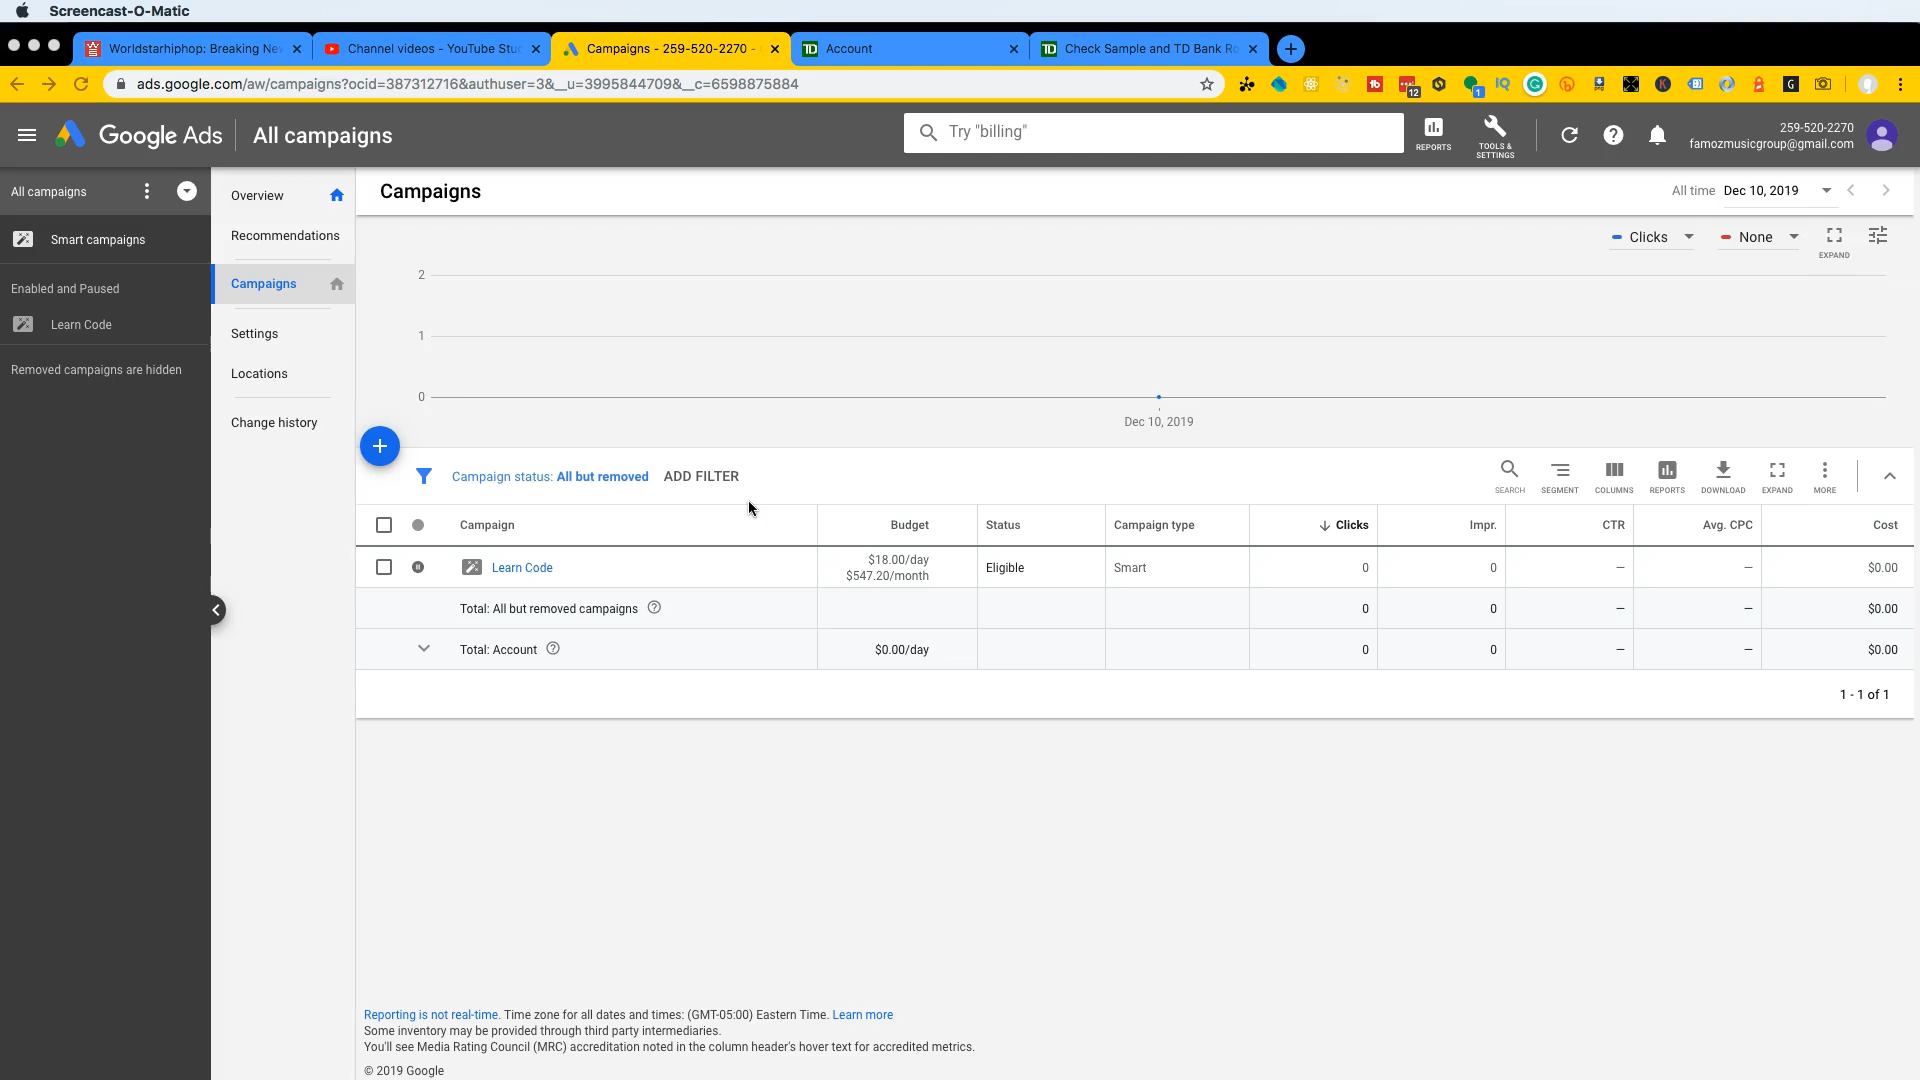 Screencast-O-Matic
Worldstarhiphop: Breaking Ne
Channel videos - YouTube Stu
Campaigns - 259-520-2270 -
TD Account
TD Check Sample and TD Bank Ro
ads.google.com/aw/campaigns?ocid=387312716&authuser=3&__u=3995844709&__c=6598875884
12
1
Google Ads
All campaigns
Try "billing"
REPORTS
TOOLS & SETTINGS
259-520-2270
famozmusicgroup@gmail.com
All campaigns
Smart campaigns
Enabled and Paused
Learn Code
Removed campaigns are hidden
Overview
Recommendations
Campaigns
Settings
Locations
Change history
Campaigns
All time Dec 10, 2019
Clicks
None
EXPAND
2
1
0
Dec 10, 2019
Campaign status: All but removed ADD FILTER
SEARCH SEGMENT COLUMNS REPORTS DOWNLOAD EXPAND MORE
Campaign Budget Status Campaign type Clicks Impr. CTR Avg. CPC Cost
Learn Code $18.00/day $547.20/month Eligible Smart 0 0 — — $0.00
Total: All but removed campaigns 0 0 — — $0.00
Total: Account $0.00/day 0 0 — — $0.00
1 - 1 of 1
Reporting is not real-time. Time zone for all dates and times: (GMT-05:00) Eastern Time. Learn more
Some inventory may be provided through third party intermediaries.
You'll see Media Rating Council (MRC) accreditation noted in the column header's hover text for accredited metrics.
© 2019 Google